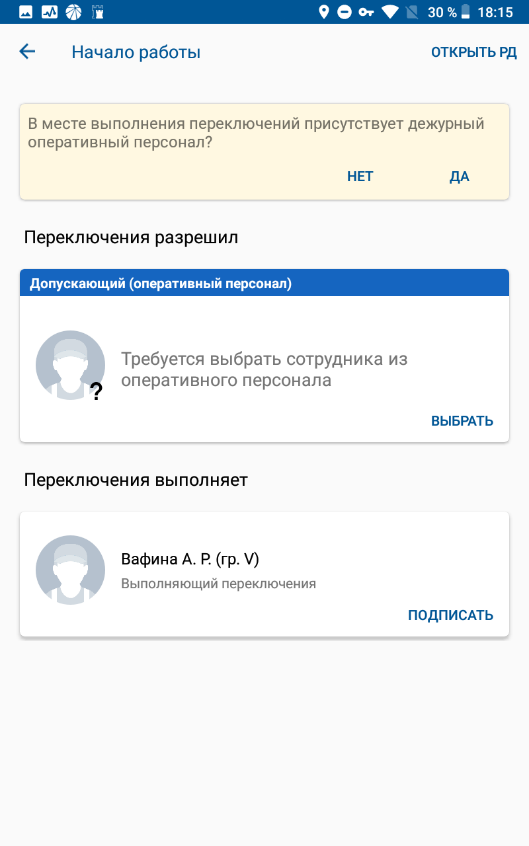 30 % 18:15
Начало работы ОТКРЫТЬ РД
В месте выполнения переключений присутствует дежурный
оперативный персонал?
НЕТ ДА
Переключения разрешил
Допускающий (оперативный персонал)
?
Требуется выбрать сотрудника из
оперативного персонала
ВЫБРАТЬ
Переключения выполняет
Вафина А. Р. (гр. V)
Выполняющий переключения
ПОДПИСАТЬ